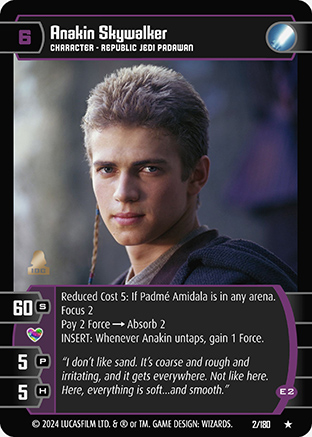 6 Anakin Skywalker
CHARACTER - REPUBLIC JEDI PADAWAN
60 S
5 P
5 H
Reduced Cost 5: If Padmé Amidala is in any arena.
Focus 2
Pay 2 Force → Absorb 2
INSERT: Whenever Anakin untaps, gain 1 Force.
"I don't like sand. It's coarse and rough and
irritating, and it gets everywhere. Not like here.
Here, everything is soft...and smooth."
E2
© 2024 LUCASFILM LTD. & ® or TM. GAME DESIGN: WIZARDS. 2/180 ★